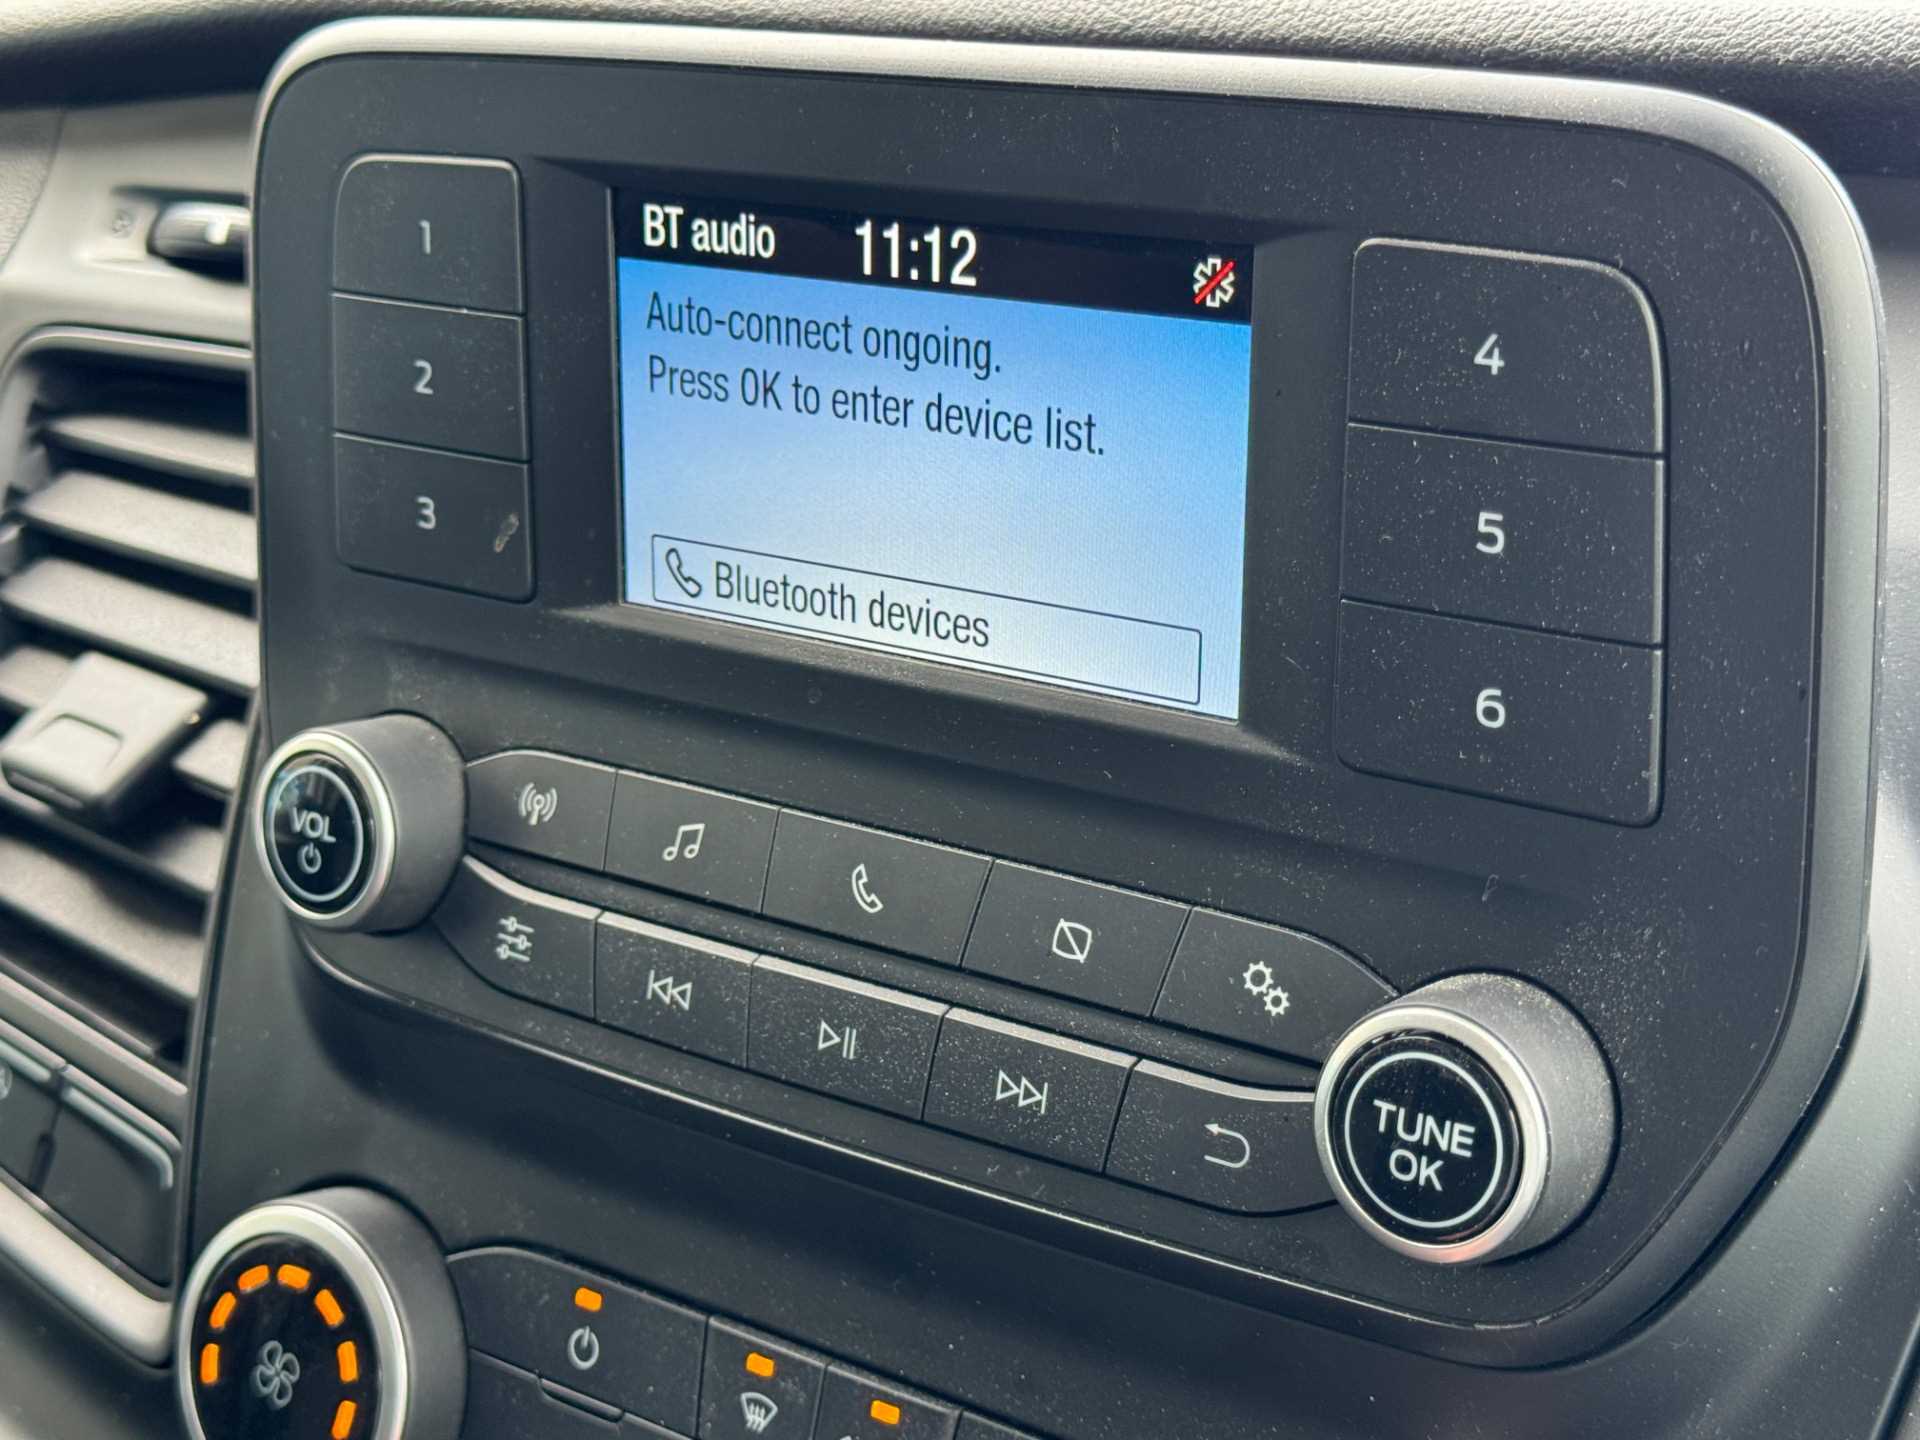 BT audio 11:12
Auto-connect ongoing.
Press OK to enter device list.
Bluetooth devices
1
2
3
4
5
6
VOL
TUNE
OK